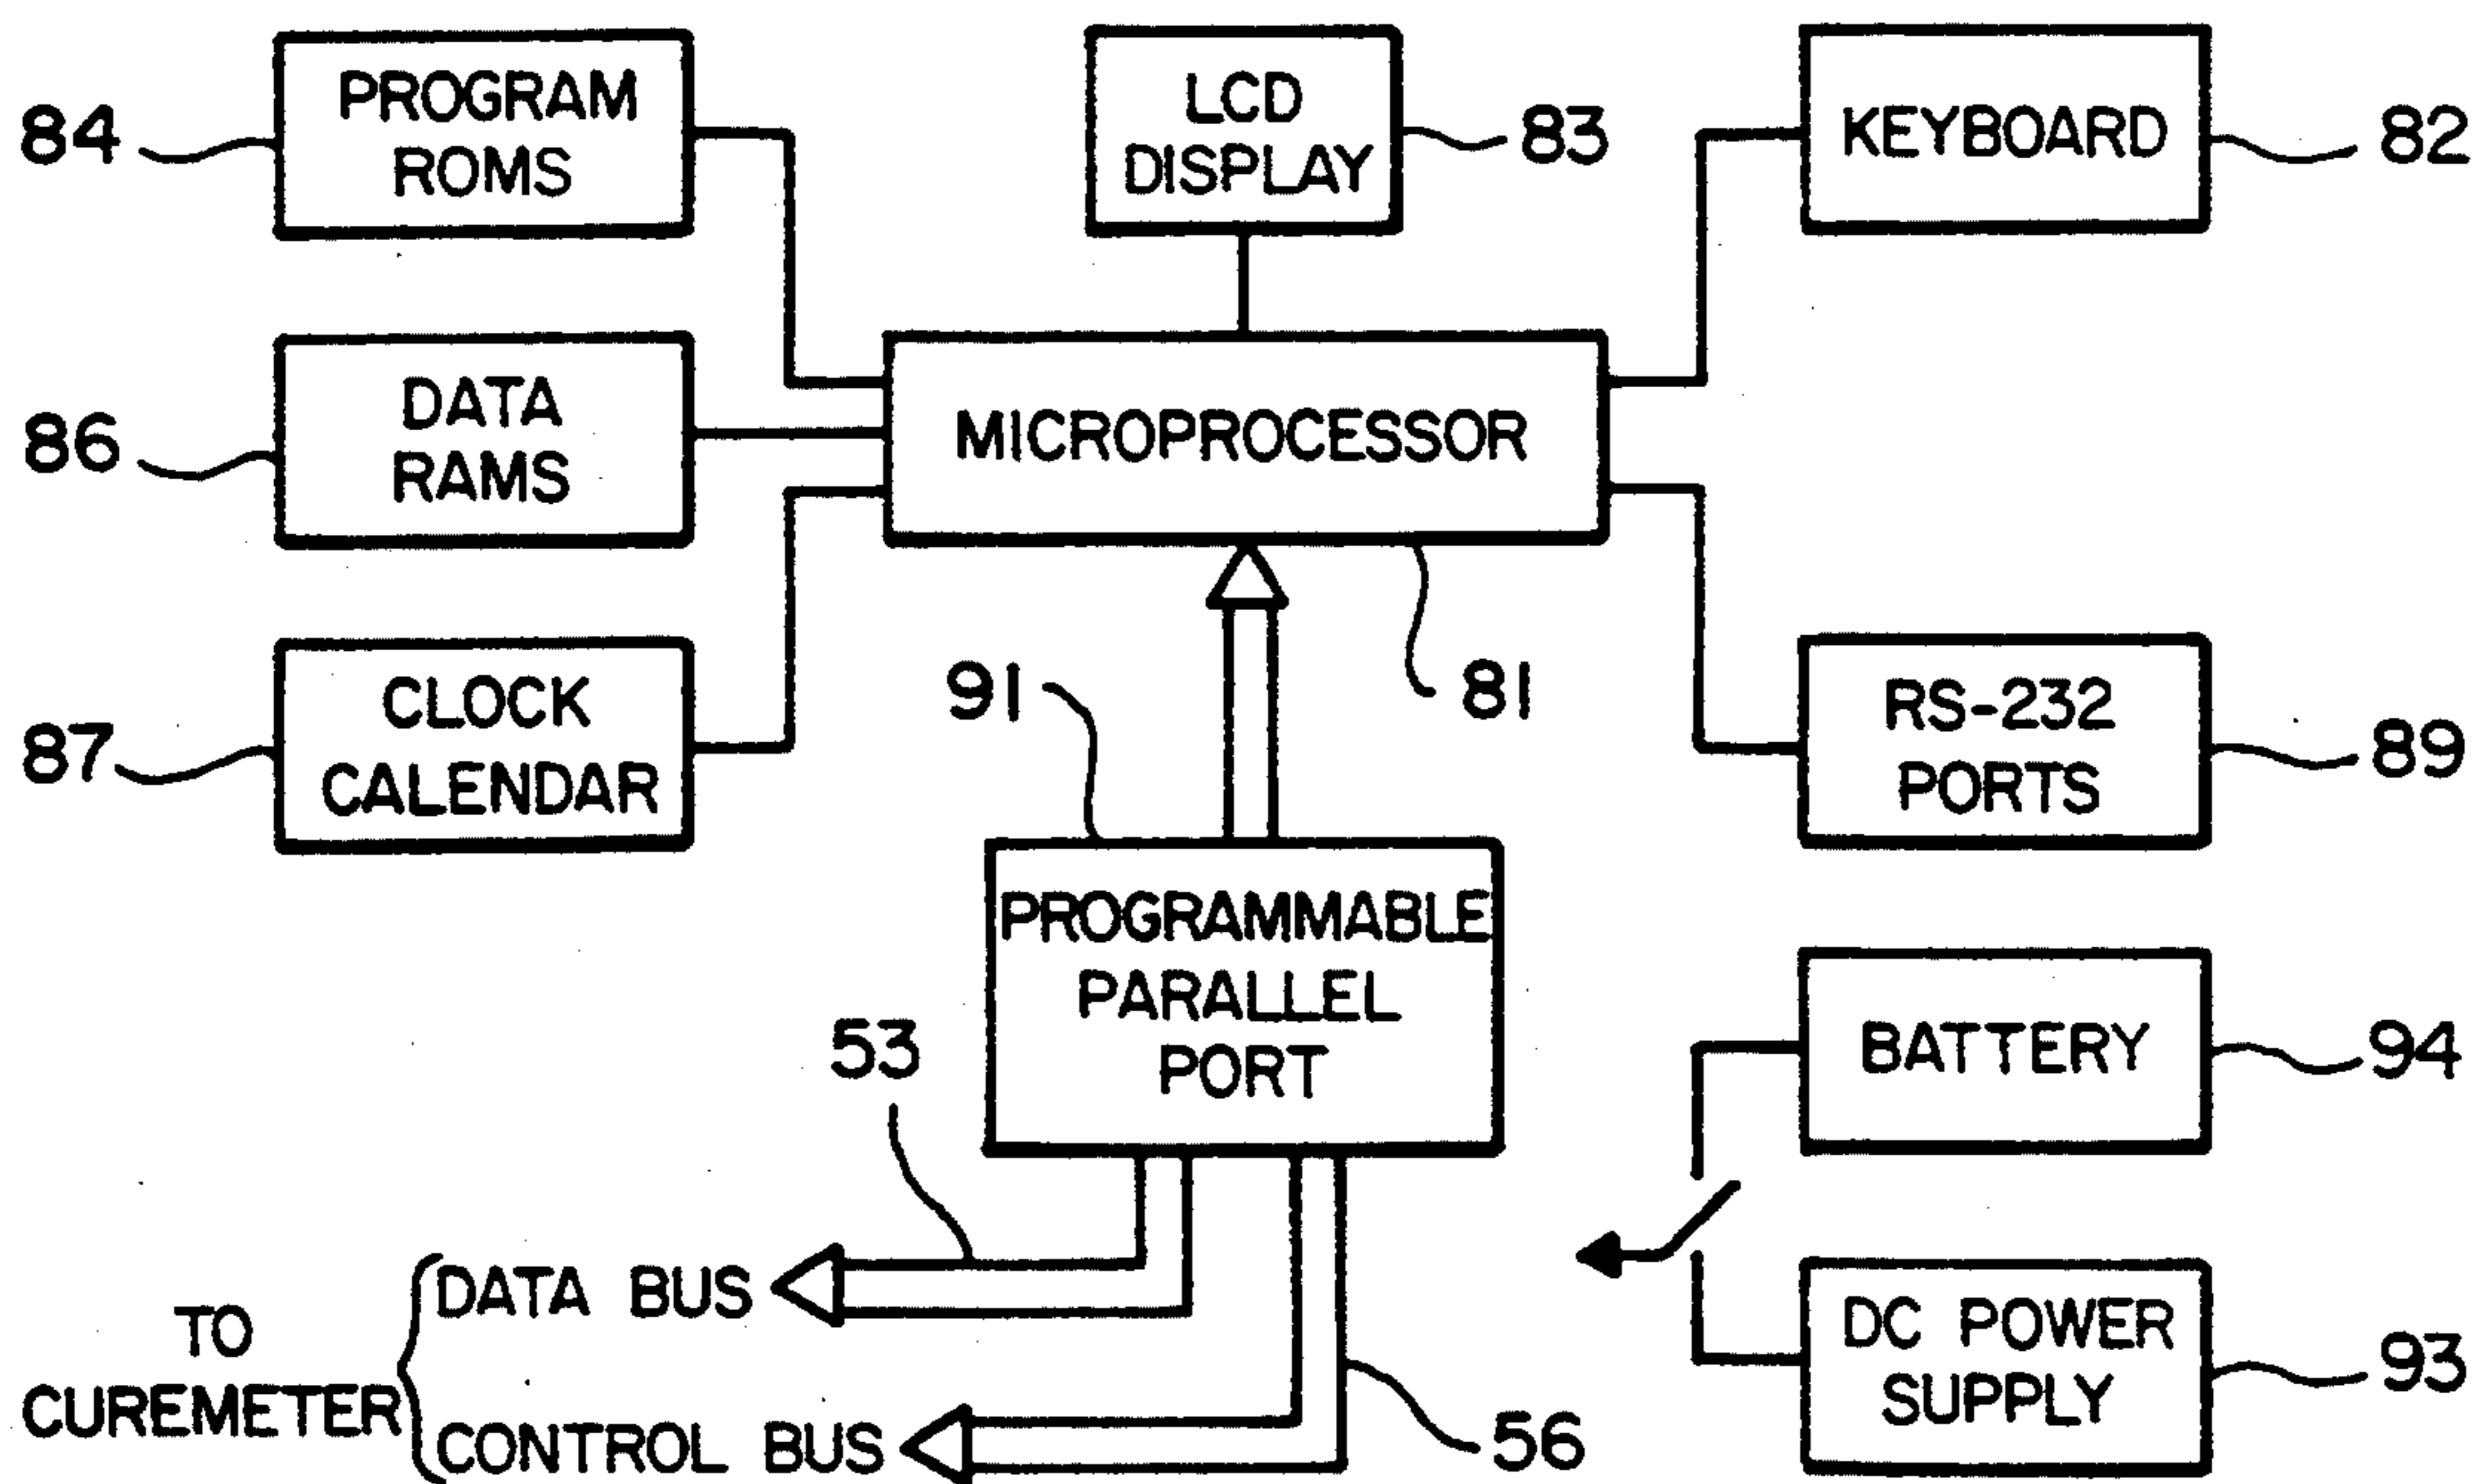 84
PROGRAM
ROMS
LCD
DISPLAY
83
KEYBOARD
82
86
DATA
RAMS
MICROPROCESSOR
87
CLOCK
CALENDAR
91
81
RS-232
PORTS
89
PROGRAMMABLE
PARALLEL
PORT
53
BATTERY
94
TO
CUREMETER
DATA BUS
CONTROL BUS
56
DC POWER
SUPPLY
93